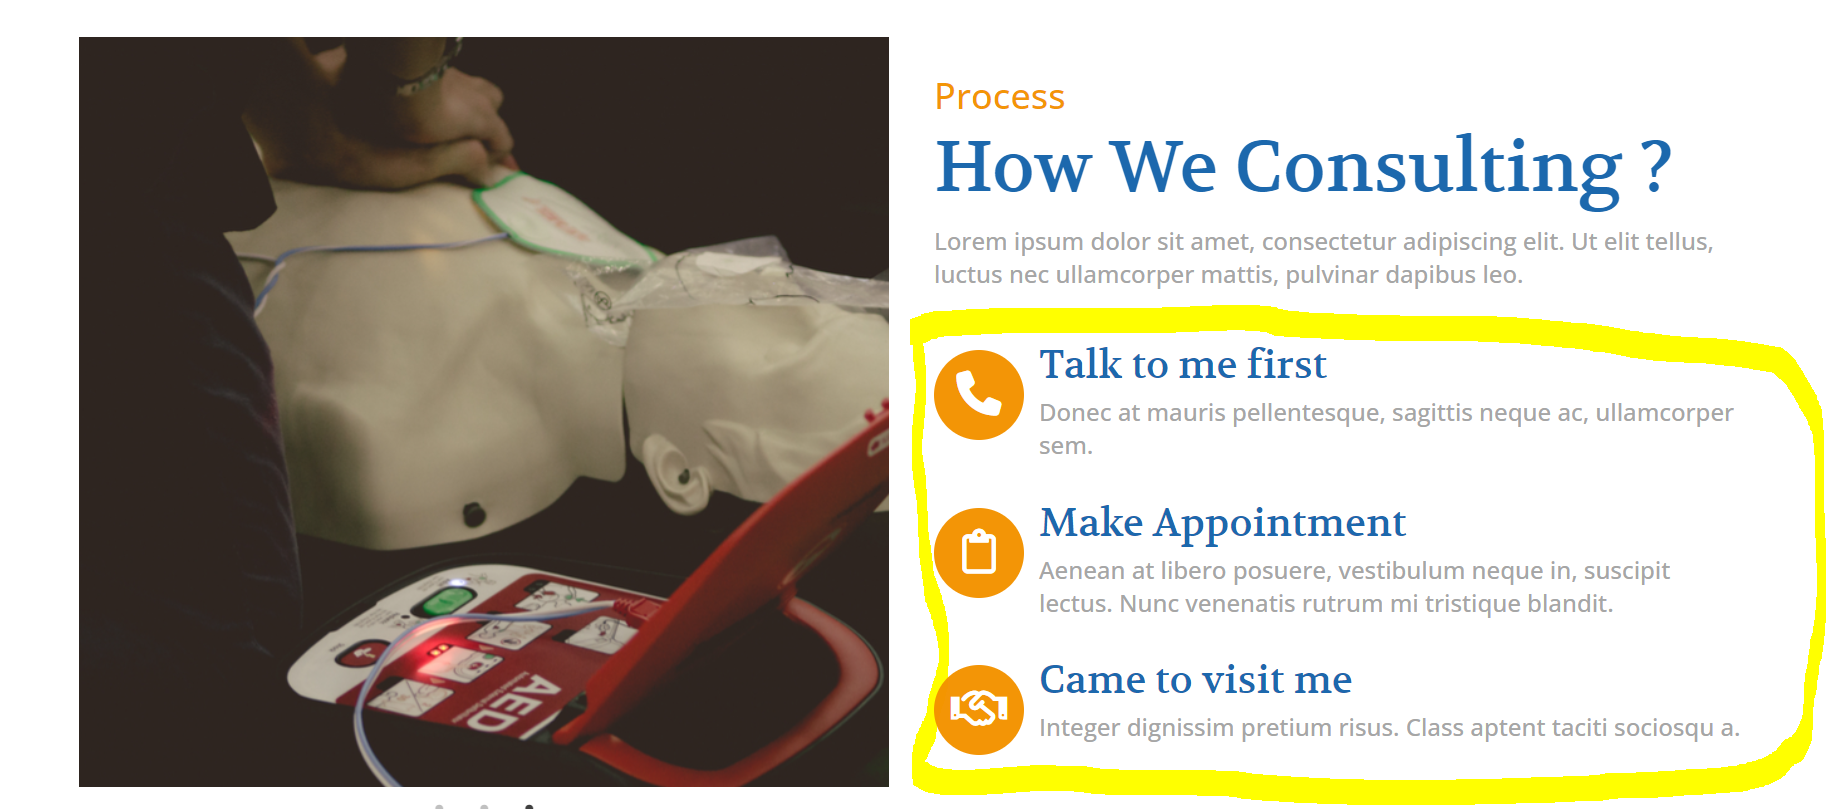 Process
How We Consulting ?
Lorem ipsum dolor sit amet, consectetur adipiscing elit. Ut elit tellus,
luctus nec ullamcorper mattis, pulvinar dapibus leo.
Talk to me first
Donec at mauris pellentesque, sagittis neque ac, ullamcorper
sem.
Make Appointment
Aenean at libero posuere, vestibulum neque in, suscipit
lectus. Nunc venenatis rutrum mi tristique blandit.
Came to visit me
Integer dignissim pretium risus. Class aptent taciti sociosqu a.
AED